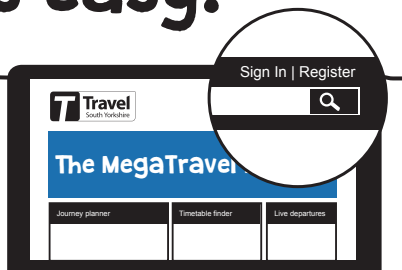 easy.
Sign In | Register
Travel
South Yorkshire
The MegaTravel
Journey planner
Timetable finder
Live departures